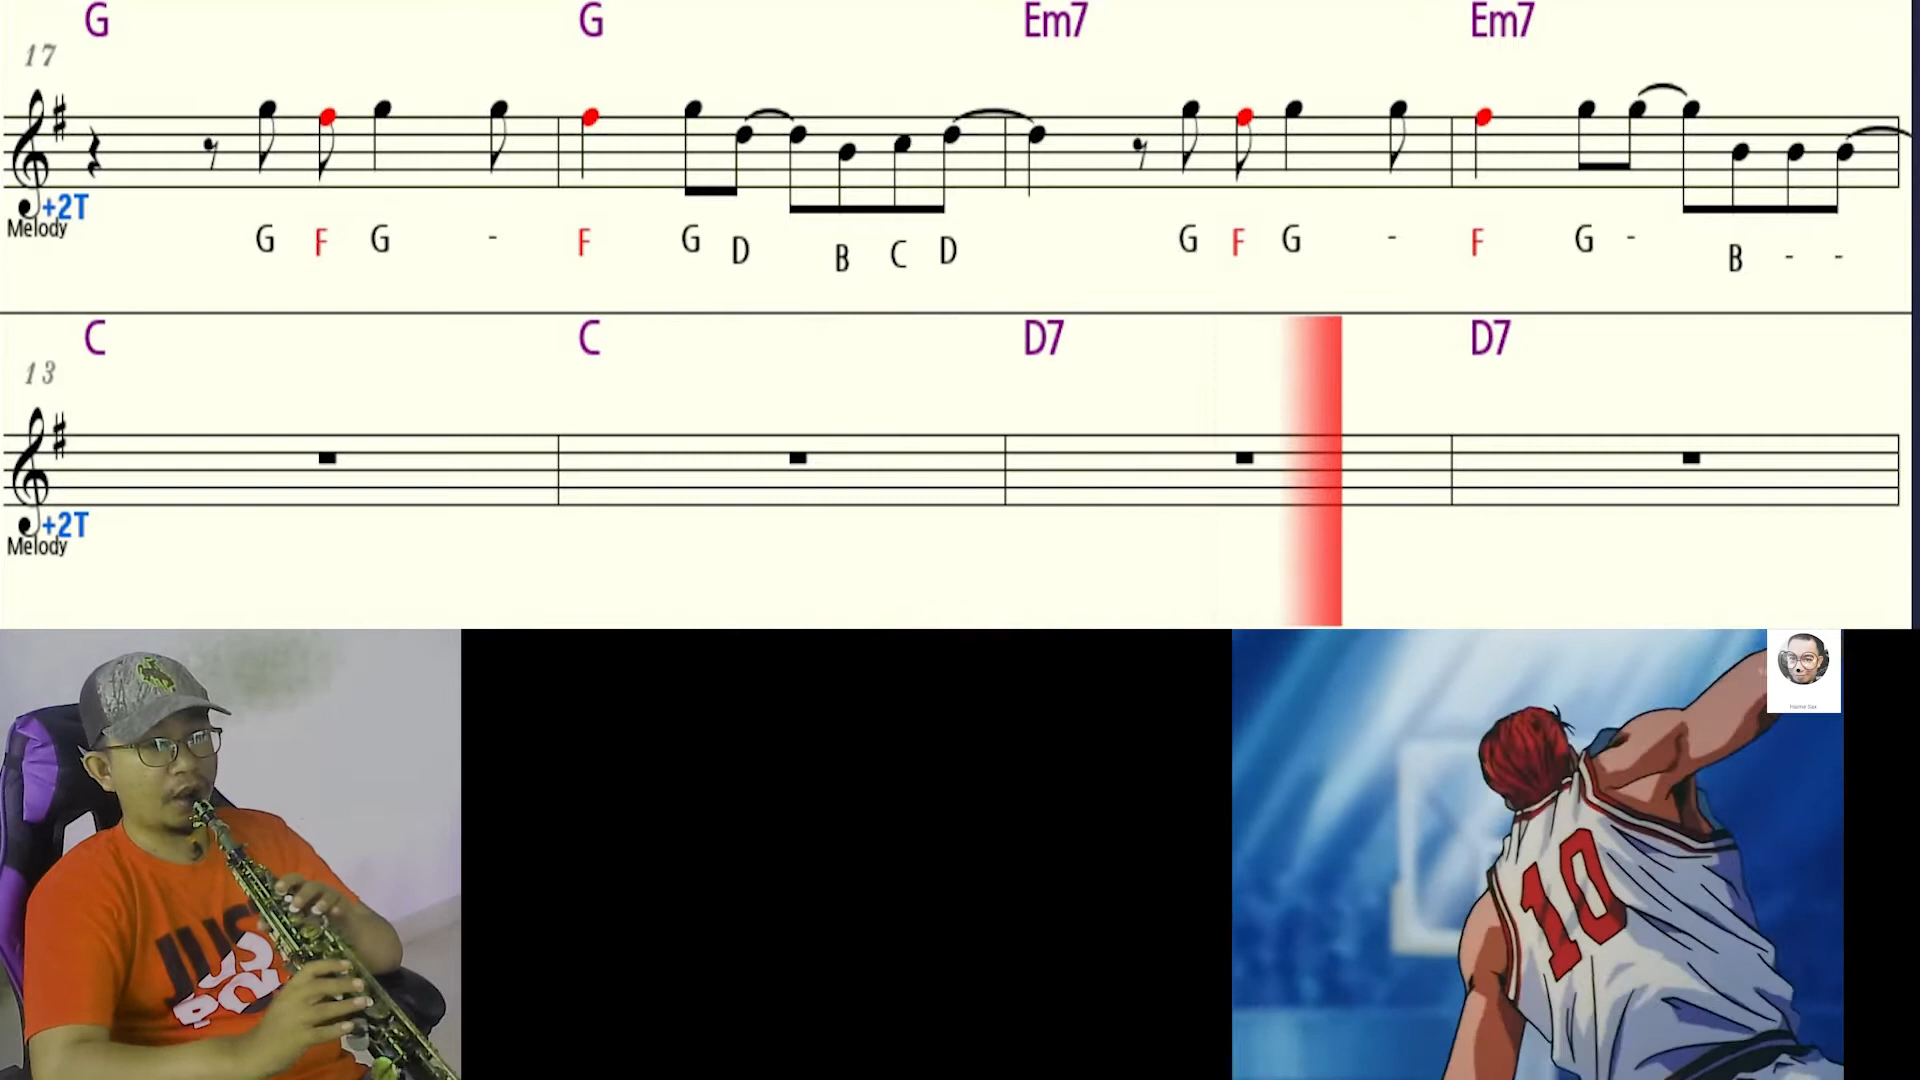 G G Em7 Em7
17
+2T
Melody
G F G - F G D B C D G F G - F G - B - -
C C D7 D7
13
+2T
Melody
JUS
10